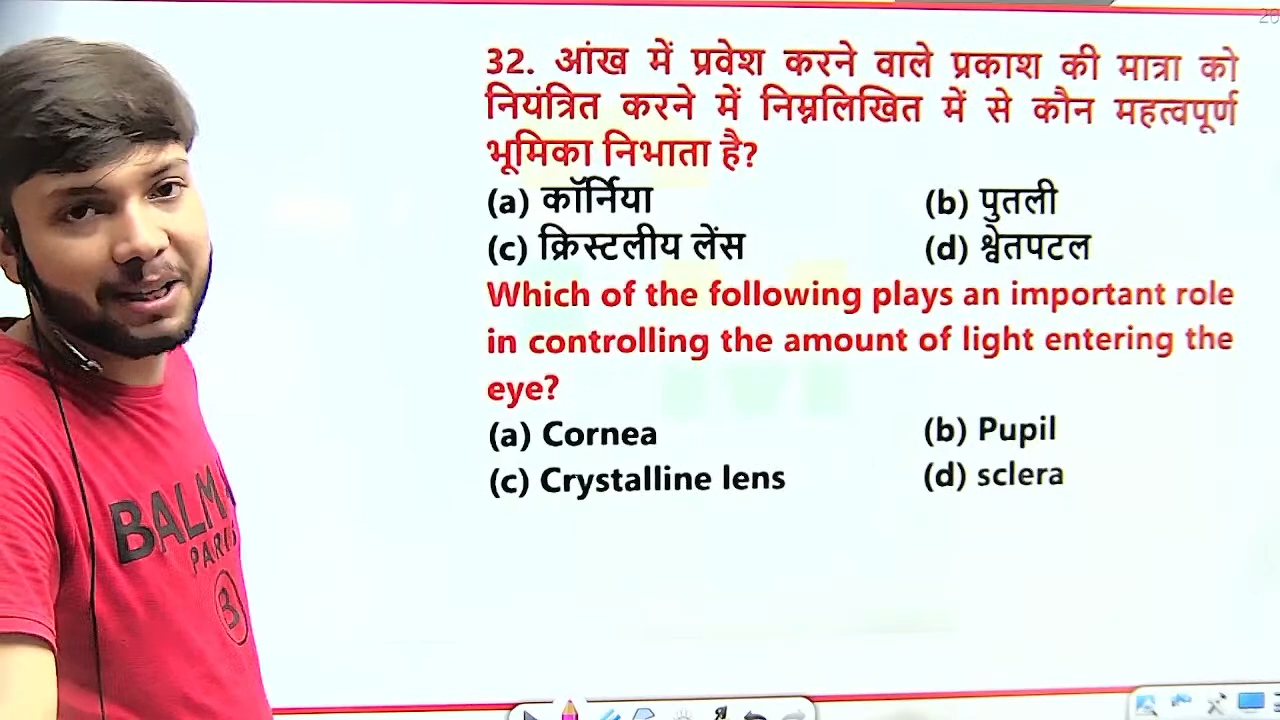 32. आंख में प्रवेश करने वाले प्रकाश की मात्रा को
नियंत्रित करने में निम्नलिखित में से कौन महत्वपूर्ण
भूमिका निभाता है?
(a) कॉर्निया (b) पुतली
(c) क्रिस्टलीय लेंस (d) श्वेतपटल
Which of the following plays an important role
in controlling the amount of light entering the
eye?
(a) Cornea (b) Pupil
(c) Crystalline lens (d) sclera
BALM
PARIS
B